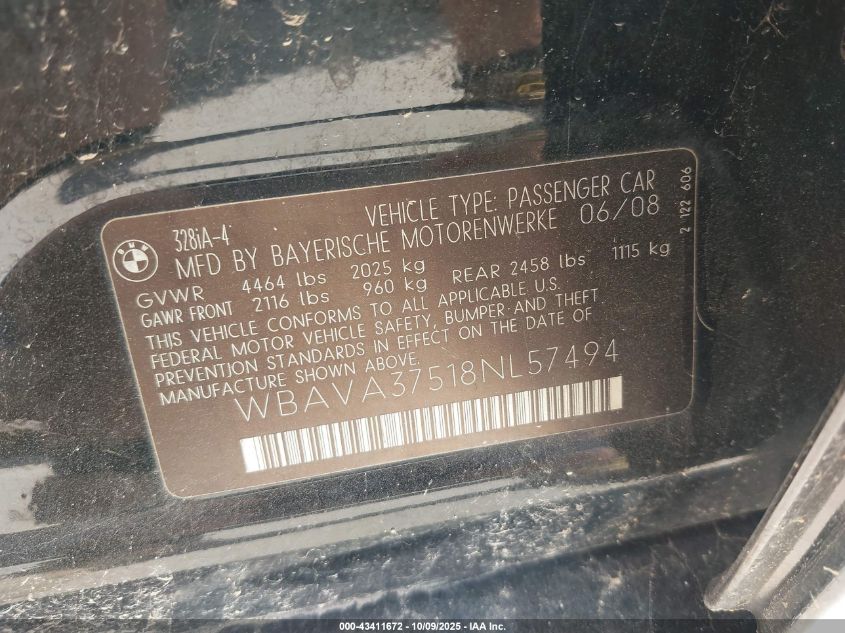 BMW
328iA-4
VEHICLE TYPE: PASSENGER CAR
MFD BY BAYERISCHE MOTORENWERKE 06/08
GVWR 4464 lbs 2025 kg
GAWR FRONT 2116 lbs 960 kg REAR 2458 lbs 1115 kg
THIS VEHICLE CONFORMS TO ALL APPLICABLE U.S.
FEDERAL MOTOR VEHICLE SAFETY, BUMPER AND THEFT
PREVENTION STANDARDS IN EFFECT ON THE DATE OF
MANUFACTURE SHOWN ABOVE.
WBAVA37518NL57494
2 122 606
000-43411672 • 10/09/2025 • IAA Inc.